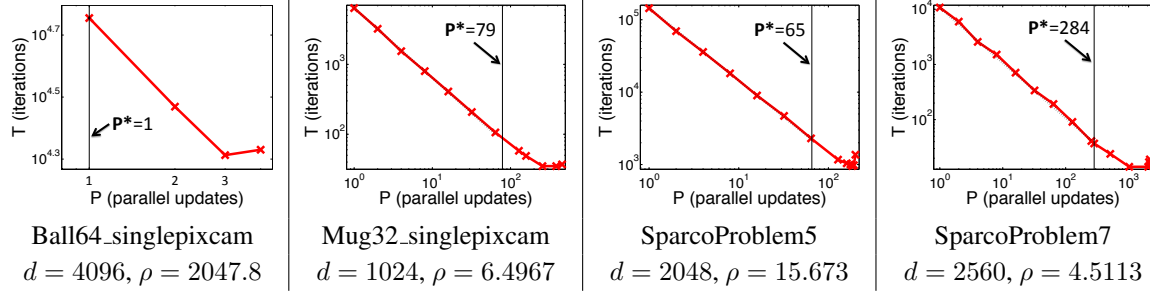 T (iterations)
10^4.7
10^4.5
10^4.3
P*=1
1
2
3
P (parallel updates)
Ball64_singlepixcam
d = 4096, ρ = 2047.8
T (iterations)
10^3
10^2
P*=79
10^0
10^1
10^2
P (parallel updates)
Mug32_singlepixcam
d = 1024, ρ = 6.4967
T (iterations)
10^5
10^4
10^3
P*=65
10^0
10^1
10^2
P (parallel updates)
SparcoProblem5
d = 2048, ρ = 15.673
T (iterations)
10^4
10^2
P*=284
10^0
10^1
10^2
10^3
P (parallel updates)
SparcoProblem7
d = 2560, ρ = 4.5113